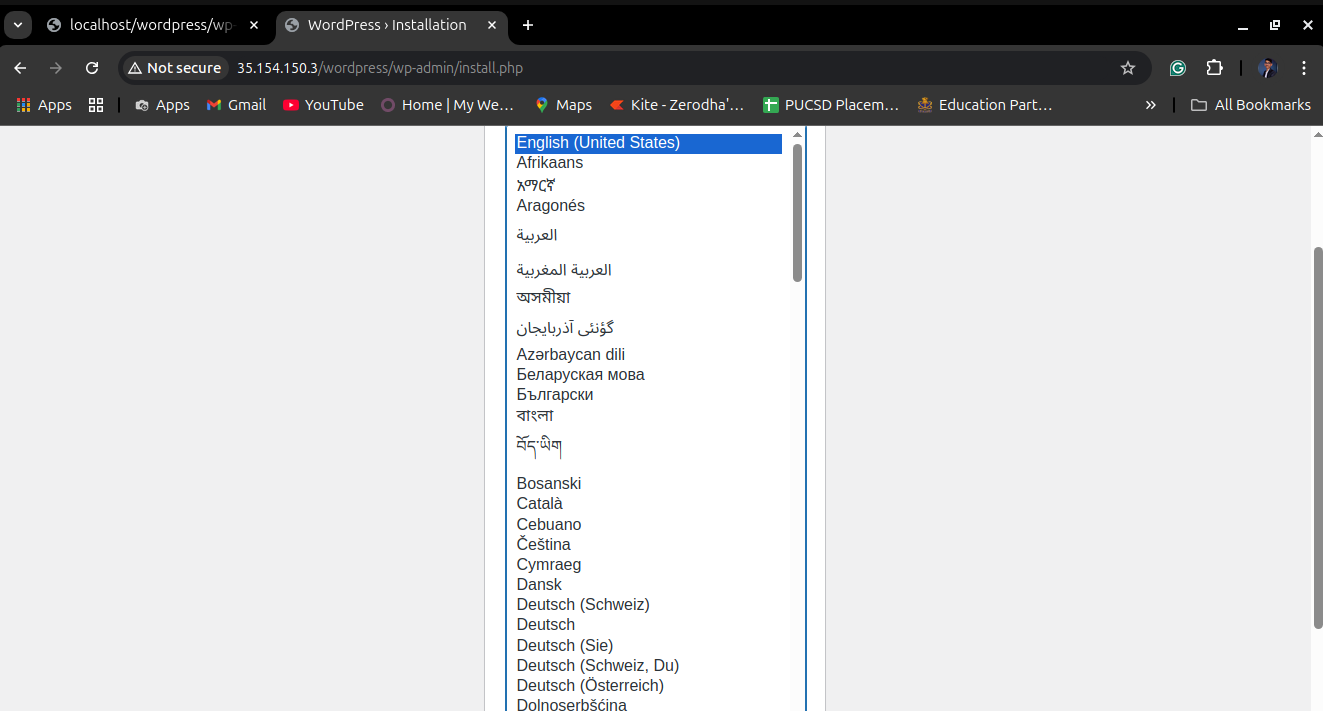 localhost/wordpress/wp-
WordPress › Installation
Not secure 35.154.150.3/wordpress/wp-admin/install.php
Apps Apps Gmail YouTube Home | My We... Maps Kite - Zerodha'... PUCSD Placem... Education Part... » All Bookmarks
English (United States)
Afrikaans
አማርኛ
Aragonés
العربية
العربية المغربية
অসমীয়া
گؤنئی آذربایجان
Azərbaycan dili
Беларуская мова
Български
বাংলা
བོད་ཡིག
Bosanski
Català
Cebuano
Čeština
Cymraeg
Dansk
Deutsch (Schweiz)
Deutsch
Deutsch (Sie)
Deutsch (Schweiz, Du)
Deutsch (Österreich)
Dolnoserbšćina